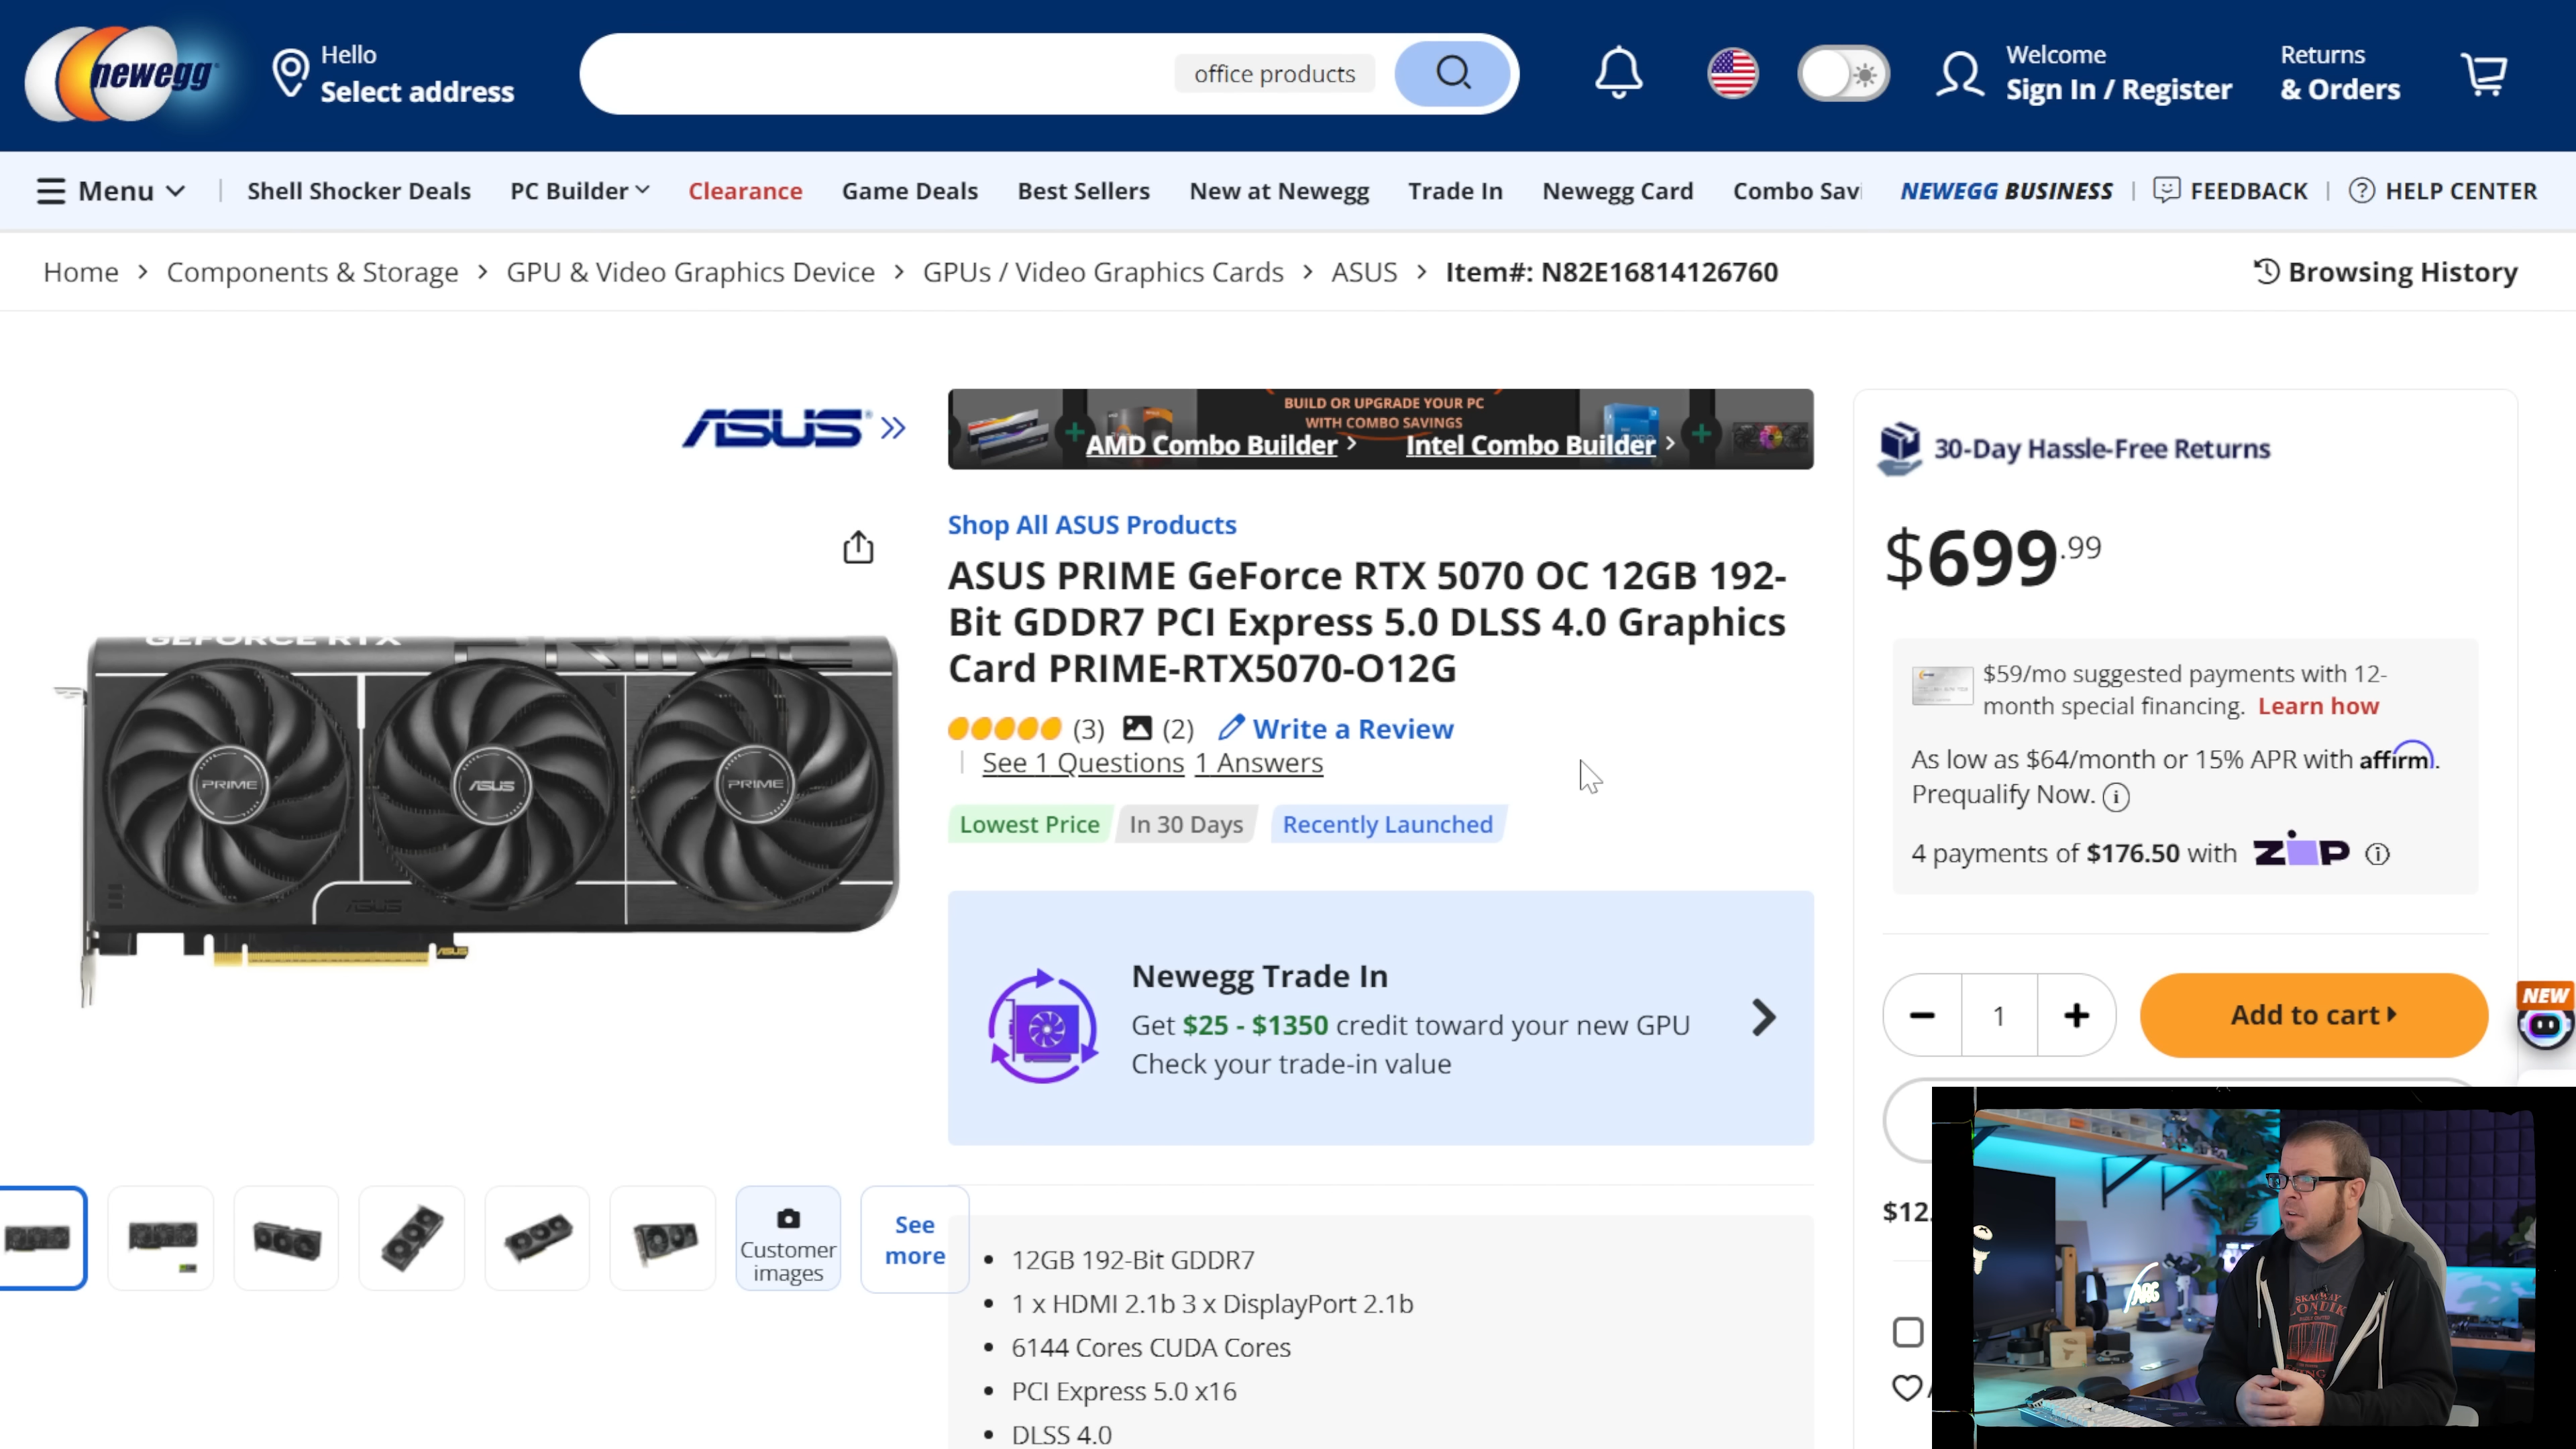 newegg
Hello
Select address
office products
Welcome
Sign In / Register
Returns
& Orders
Menu
Shell Shocker Deals
PC Builder
Clearance
Game Deals
Best Sellers
New at Newegg
Trade In
Newegg Card
Combo Savi
NEWEGG BUSINESS
FEEDBACK
HELP CENTER
Home > Components & Storage > GPU & Video Graphics Device > GPUs / Video Graphics Cards > ASUS > Item#: N82E16814126760
Browsing History
ASUS
BUILD OR UPGRADE YOUR PC
WITH COMBO SAVINGS
AMD Combo Builder
Intel Combo Builder
Shop All ASUS Products
ASUS PRIME GeForce RTX 5070 OC 12GB 192-
Bit GDDR7 PCI Express 5.0 DLSS 4.0 Graphics
Card PRIME-RTX5070-O12G
(3) (2) Write a Review
See 1 Questions 1 Answers
Lowest Price In 30 Days Recently Launched
Newegg Trade In
Get $25 - $1350 credit toward your new GPU
Check your trade-in value
12GB 192-Bit GDDR7
1 x HDMI 2.1b 3 x DisplayPort 2.1b
6144 Cores CUDA Cores
PCI Express 5.0 x16
DLSS 4.0
GEFORCE RTX
PRIME
PRIME
ASUS
PRIME
ASUS
ASUS
Customer
images
See
more
30-Day Hassle-Free Returns
$699.99
$59/mo suggested payments with 12-
month special financing. Learn how
As low as $64/month or 15% APR with affirm.
Prequalify Now.
4 payments of $176.50 with ZIP
1
Add to cart
NEW
$12.